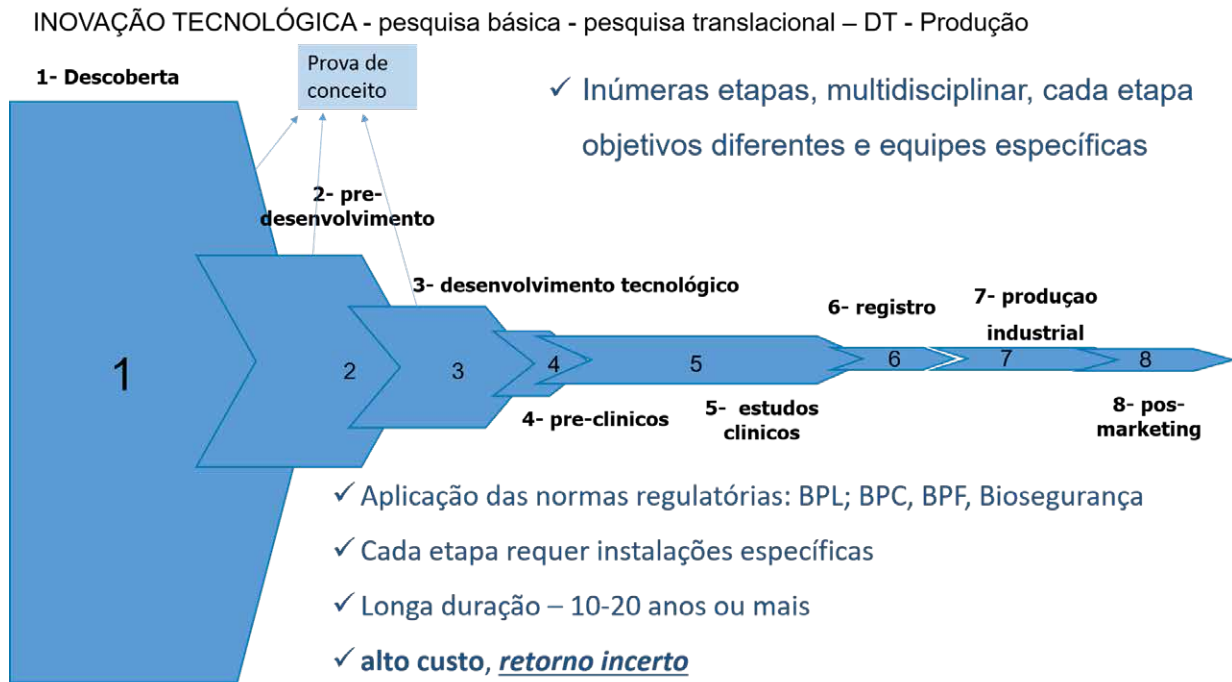 INOVAÇÃO TECNOLÓGICA - pesquisa básica - pesquisa translacional – DT - Produção
1- Descoberta
Prova de
conceito
✓ Inúmeras etapas, multidisciplinar, cada etapa
objetivos diferentes e equipes específicas
2- pre-
desenvolvimento
3- desenvolvimento tecnológico
6- registro
7- produçao
industrial
1
2
3
4
5
6
7
8
4- pre-clinicos
5- estudos
clinicos
8- pos-
marketing
✓ Aplicação das normas regulatórias: BPL; BPC, BPF, Biosegurança
✓ Cada etapa requer instalações específicas
✓ Longa duração – 10-20 anos ou mais
✓ alto custo, retorno incerto